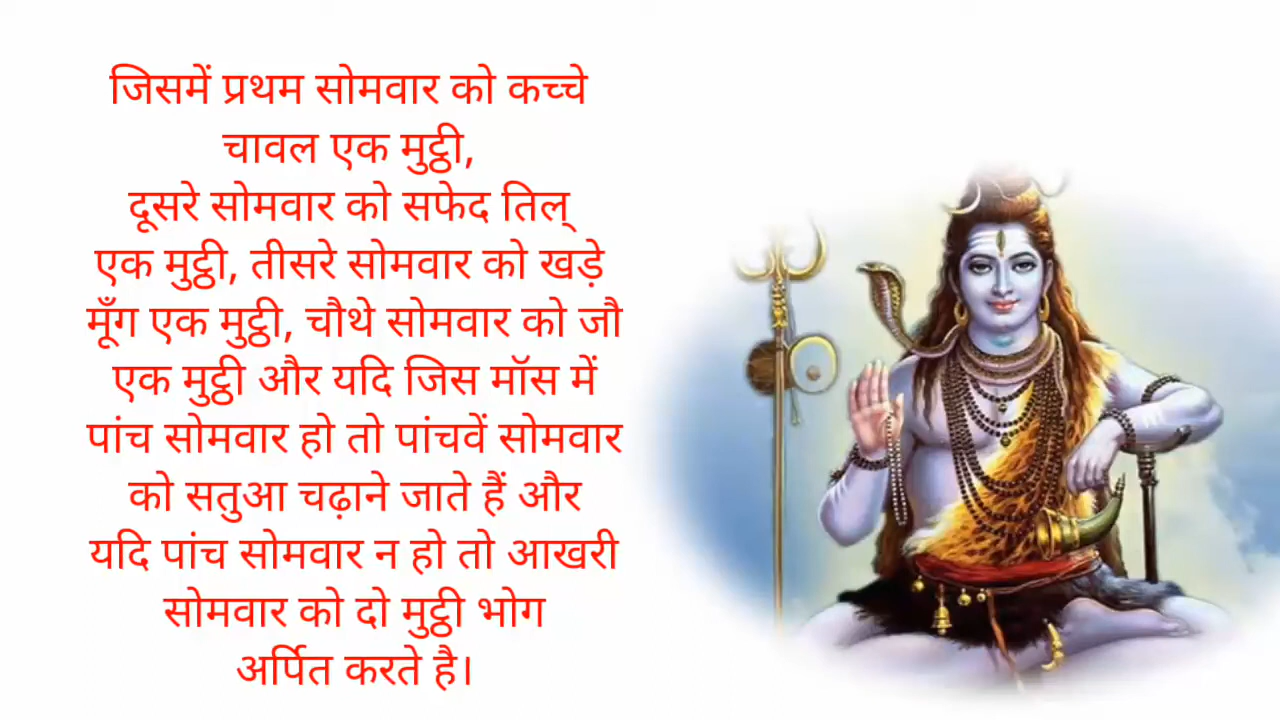 जिसमें प्रथम सोमवार को कच्चे
चावल एक मुट्ठी,
दूसरे सोमवार को सफेद तिल्
एक मुट्ठी, तीसरे सोमवार को खड़े
मूँग एक मुट्ठी, चौथे सोमवार को जौ
एक मुट्ठी और यदि जिस मॉस में
पांच सोमवार हो तो पांचवें सोमवार
को सतुआ चढ़ाने जाते हैं और
यदि पांच सोमवार न हो तो आखरी
सोमवार को दो मुट्ठी भोग
अर्पित करते है।